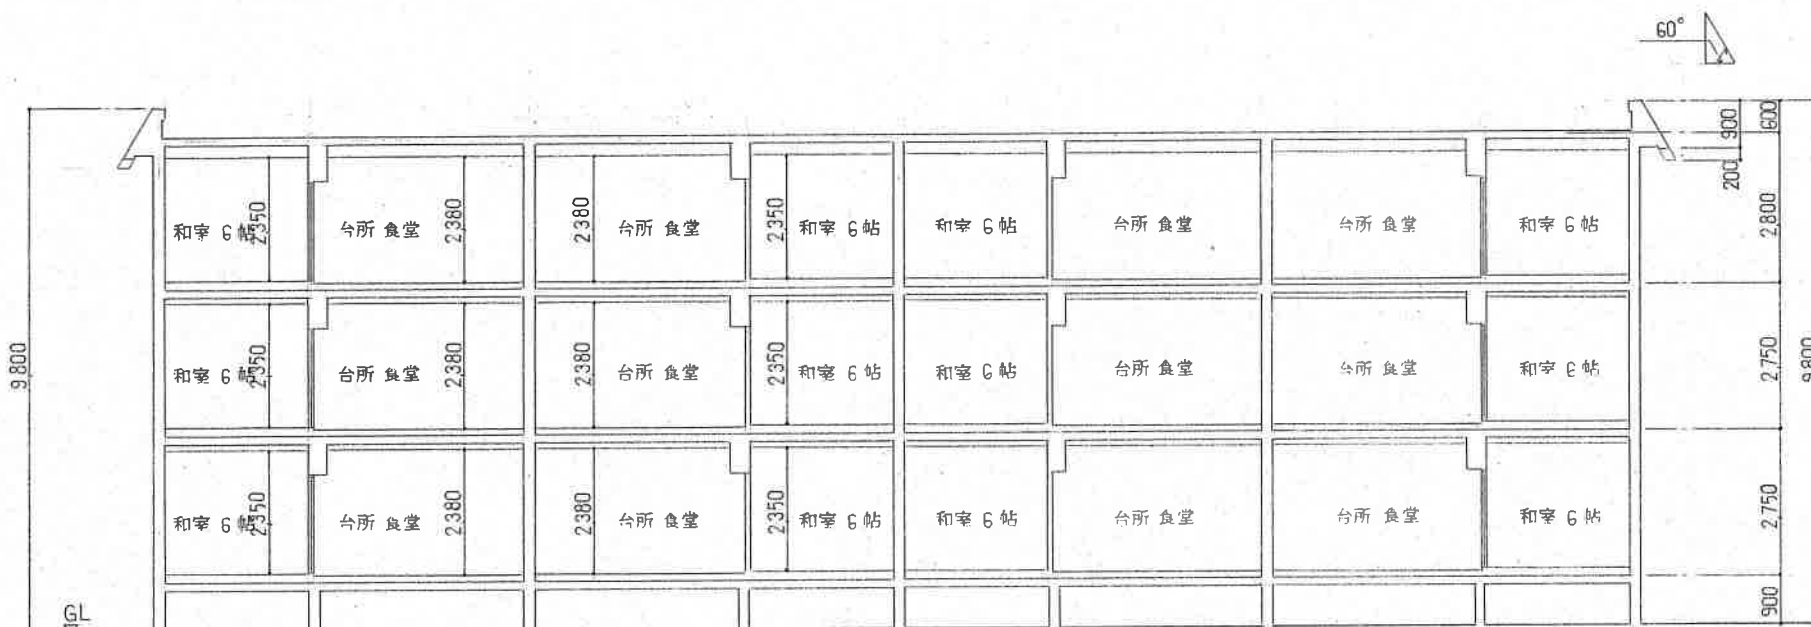 60°
900
600
200
和室 6帖
2350
台所 食堂
2380
2380
台所 食堂
2350
和室 6帖
和室 6帖
台所 食堂
台所 食堂
和室 6帖
2,800
9.800
和室 6帖
2350
台所 食堂
2380
2380
台所 食堂
2350
和室 6帖
和室 6帖
台所 食堂
台所 食堂
和室 6帖
2,750
9.800
和室 6帖
2350
台所 食堂
2380
2380
台所 食堂
2350
和室 6帖
和室 6帖
台所 食堂
台所 食堂
和室 6帖
2,750
900
GL